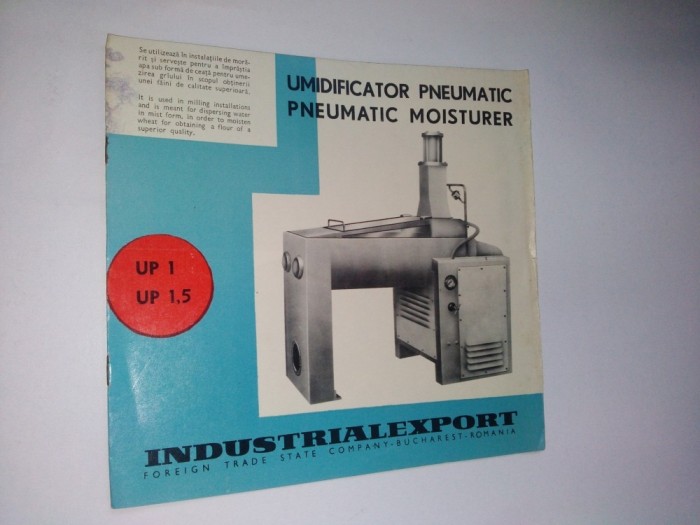 Se utilizează în instalațiile de moră-
rit și servește pentru a împrăștia
apa sub formă de ceață pentru ume-
zirea grîului în scopul obținerii
unei făini de calitate superioară.
It is used in milling installations
and is meant for dispersing water
in mist form, in order to moisten
wheat for obtaining a flour of a
superior quality.
UMIDIFICATOR PNEUMATIC
PNEUMATIC MOISTURER
UP 1
UP 1,5
INDUSTRIALEXPORT
FOREIGN TRADE STATE COMPANY-BUCHAREST-ROMANIA